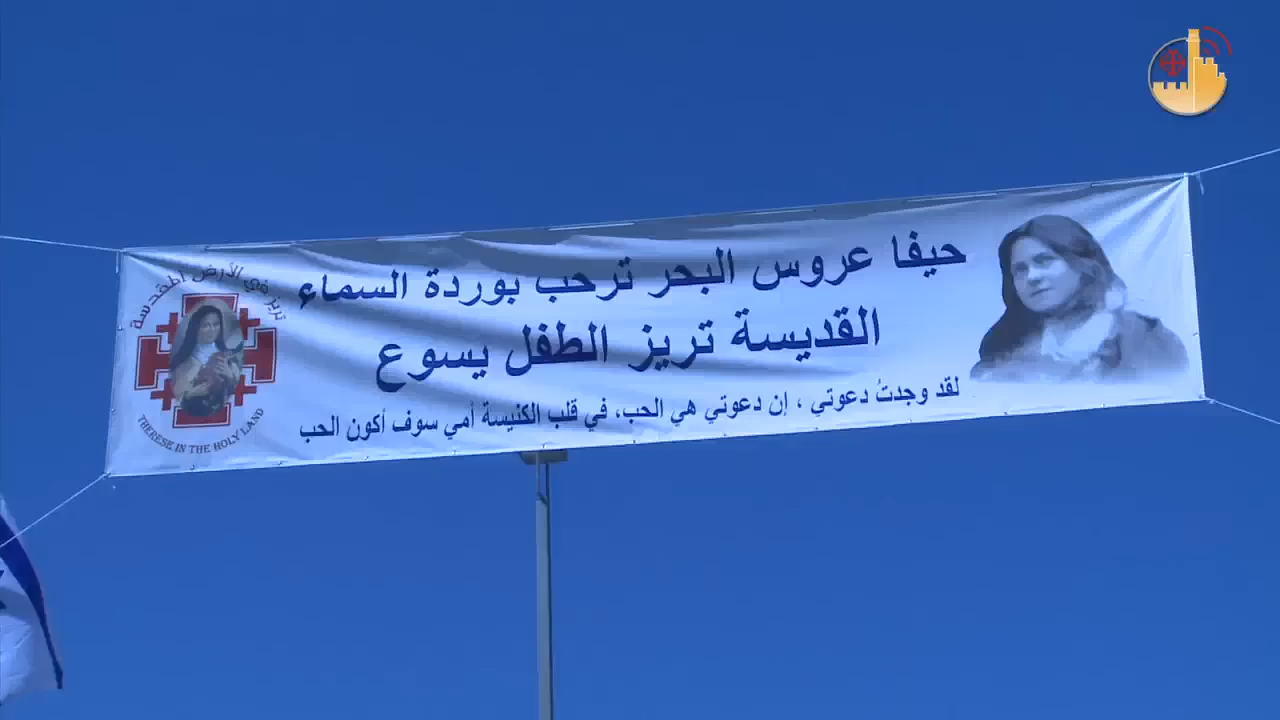 حيفا عروس البحر ترحب بوردة السماء
القديسة تريز الطفل يسوع
لقد وجدتُ دعوتي ، إن دعوتي هي الحب، في قلب الكنيسة أمي سوف أكون الحب
تريز في الأرض المقدسة
THERESE IN THE HOLY LAND